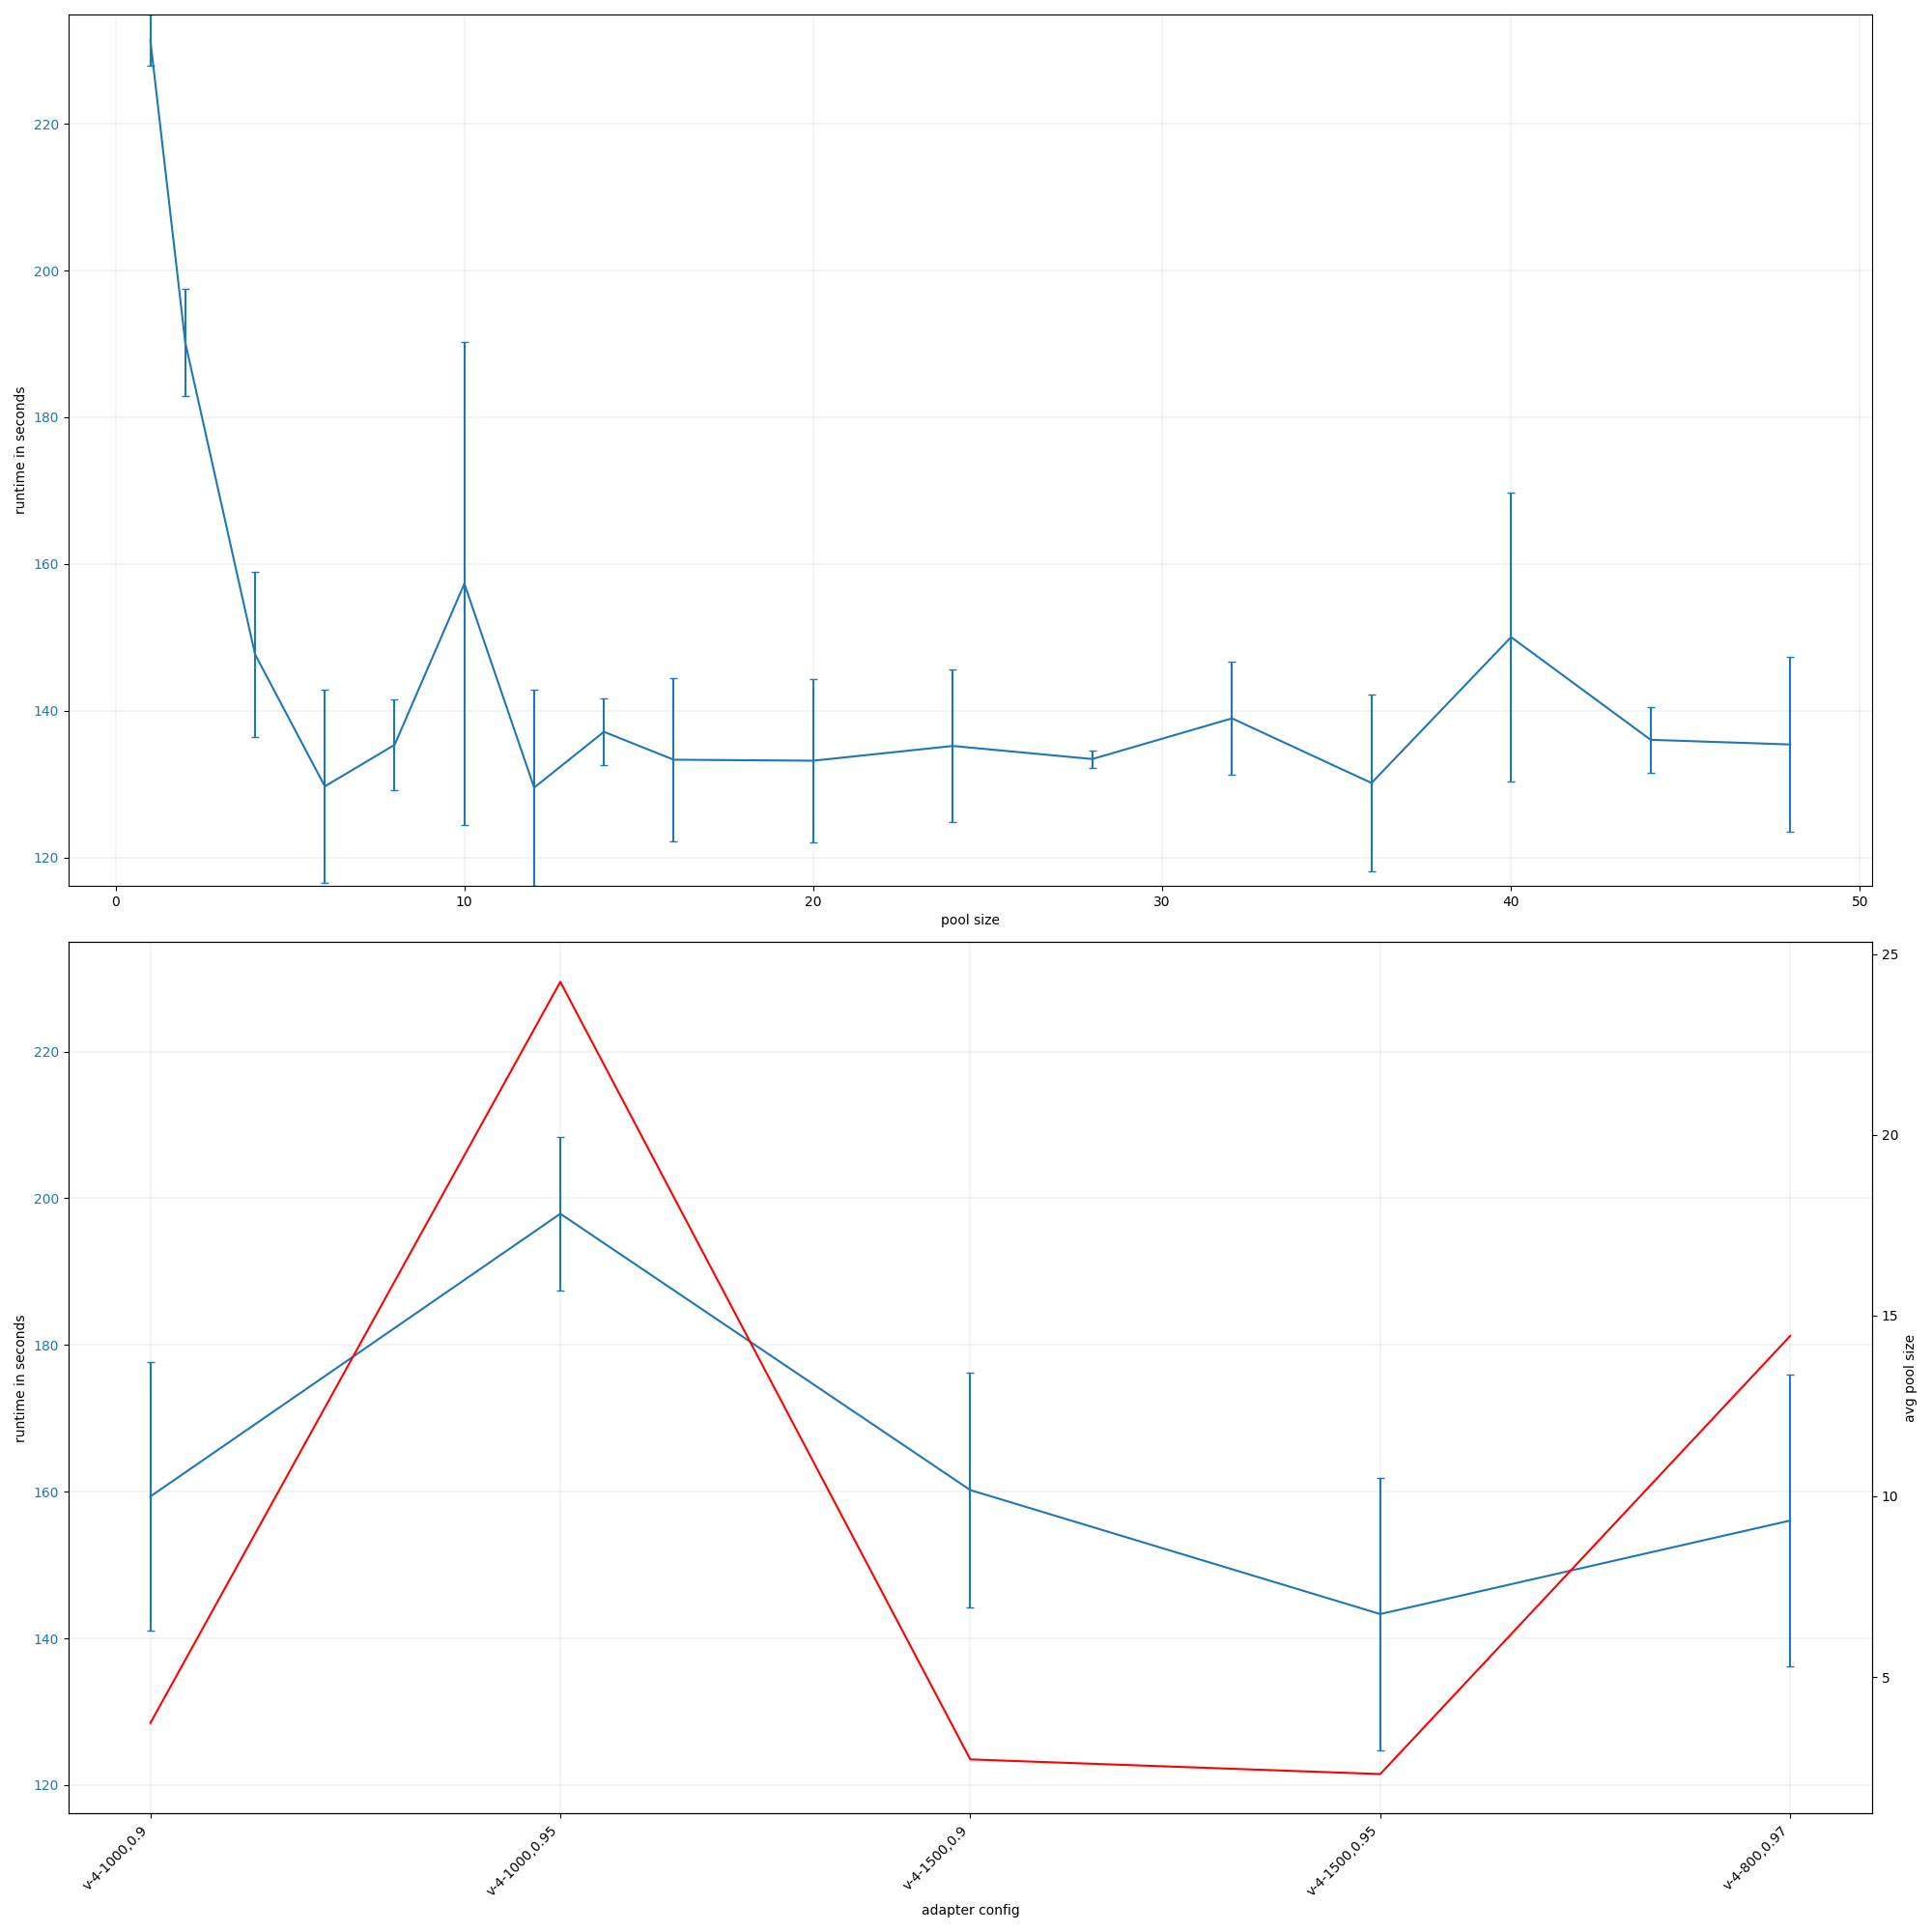 220
200
180
160
140
120
runtime in seconds
0 10 20 30 40 50
pool size
220
200
180
160
140
120
runtime in seconds
25
20
15
10
5
avg pool size
v-4-1000,0.9
v-4-1000,0.95
v-4-1500,0.9
v-4-1500,0.95
v-4-800,0.97
adapter config